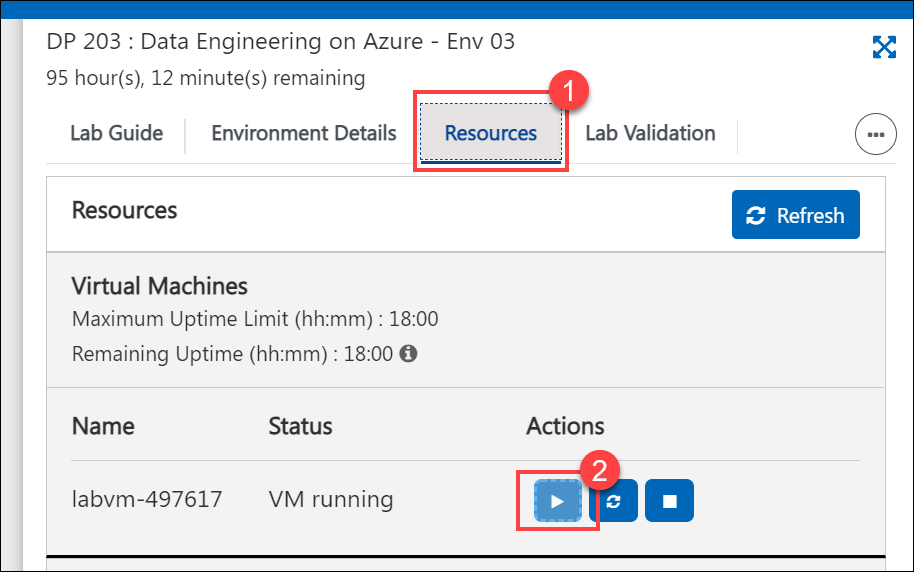 DP 203 : Data Engineering on Azure - Env 03
95 hour(s), 12 minute(s) remaining
1
Lab Guide Environment Details Resources Lab Validation
Resources Refresh
Virtual Machines
Maximum Uptime Limit (hh:mm) : 18:00
Remaining Uptime (hh:mm) : 18:00
Name Status Actions
2
labvm-497617 VM running